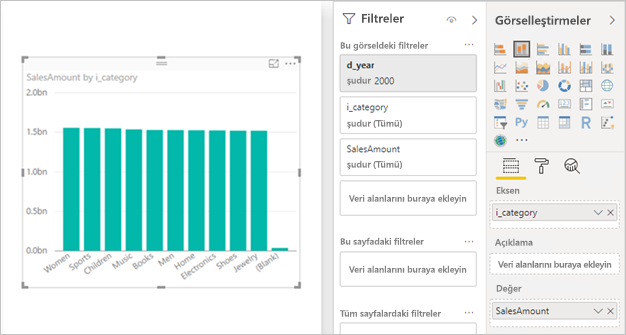 SalesAmount by i_category
2.0bn
1.5bn
1.0bn
0.5bn
0.0bn
Women
Sports
Children
Music
Books
Men
Home
Electronics
Shoes
Jewelry
(Blank)
Filtreler
Bu görseldeki filtreler
d_year
şudur 2000
i_category
şudur (Tümü)
SalesAmount
şudur (Tümü)
Veri alanlarını buraya ekleyin
Bu sayfadaki filtreler
Veri alanlarını buraya ekleyin
Tüm sayfalardaki filtreler
Görselleştirmeler
Py
R
Eksen
i_category
Açıklama
Veri alanlarını buraya ekleyin
Değer
SalesAmount